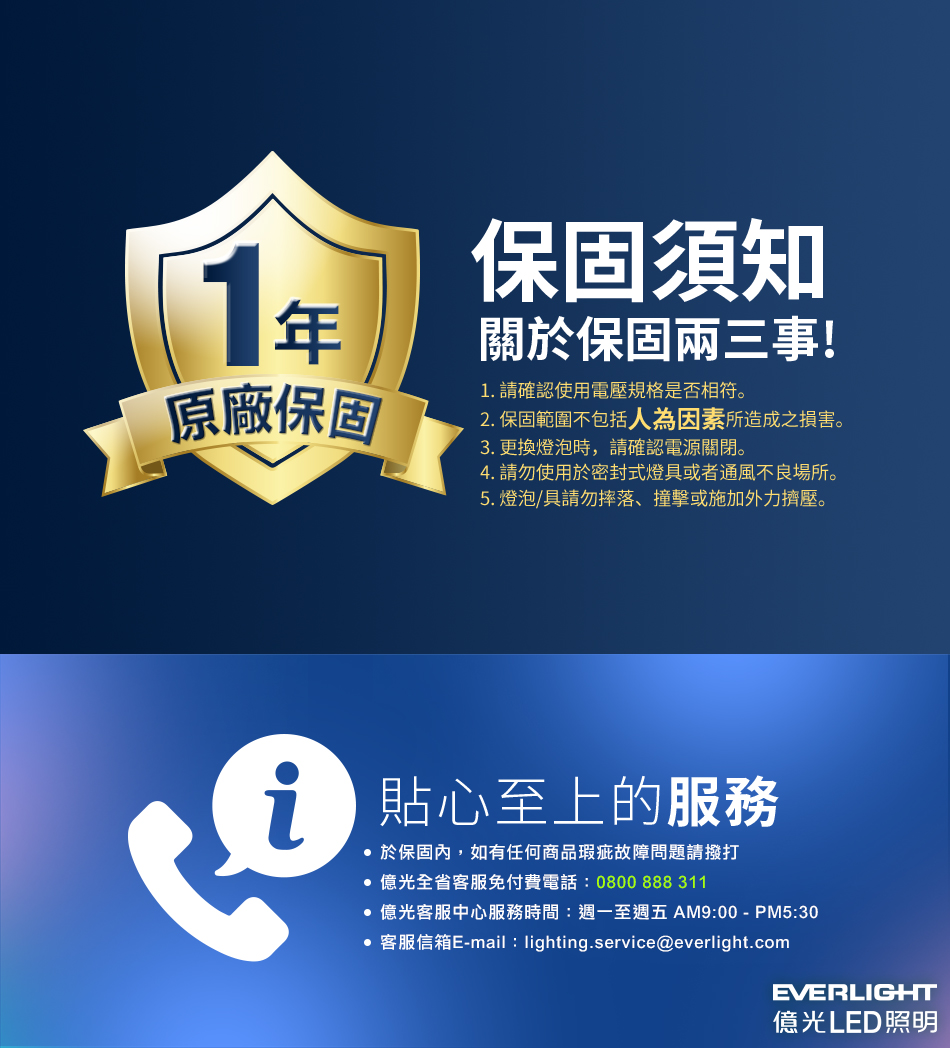 1年
原廠保固
保固須知
關於保固兩三事!
1. 請確認使用電壓規格是否相符。
2. 保固範圍不包括人為因素所造成之損害。
3. 更換燈泡時，請確認電源關閉。
4. 請勿使用於密封式燈具或者通風不良場所。
5. 燈泡/具請勿摔落、撞擊或施加外力擠壓。
i
貼心至上的服務
• 於保固內，如有任何商品瑕疵故障問題請撥打
• 億光全省客服免付費電話：0800 888 311
• 億光客服中心服務時間：週一至週五 AM9:00 - PM5:30
• 客服信箱E-mail：lighting.service@everlight.com
EVERLIGHT
億光LED照明